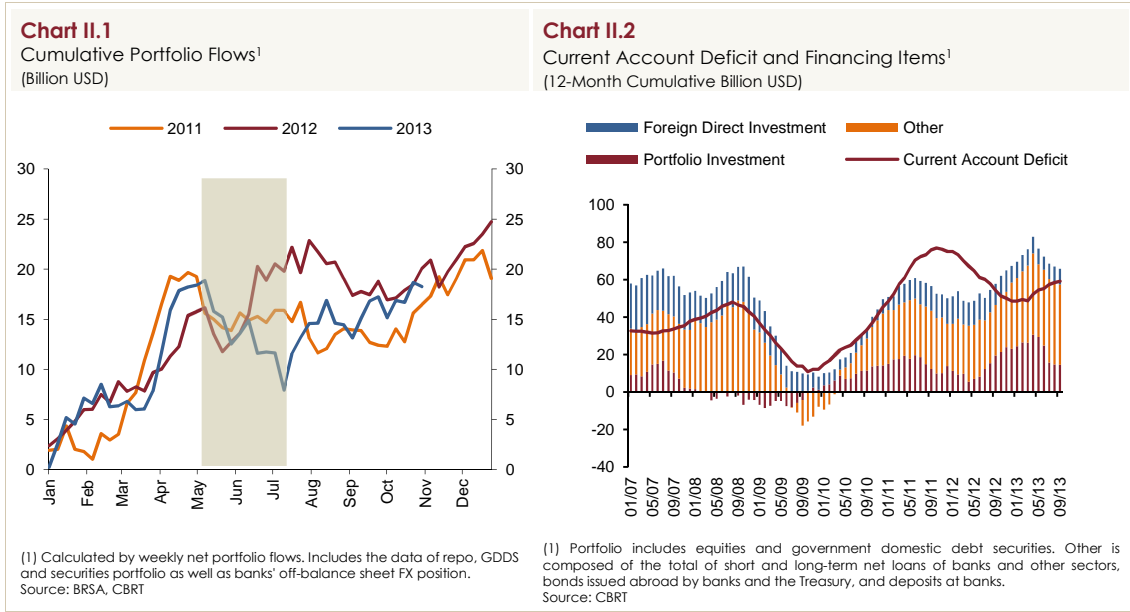 Chart II.1
Cumulative Portfolio Flows¹
(Billion USD)
2011 2012 2013
30 30
25 25
20 20
15 15
10 10
5 5
0 0
Jan Feb Mar Apr May Jun Jul Aug Sep Oct Nov Dec
(1) Calculated by weekly net portfolio flows. Includes the data of repo, GDDS
and securities portfolio as well as banks' off-balance sheet FX position.
Source: BRSA, CBRT
Chart II.2
Current Account Deficit and Financing Items¹
(12-Month Cumulative Billion USD)
Foreign Direct Investment Other
Portfolio Investment Current Account Deficit
100
80
60
40
20
0
-20
-40
01/07 05/07 09/07 01/08 05/08 09/08 01/09 05/09 09/09 01/10 05/10 09/10 01/11 05/11 09/11 01/12 05/12 09/12 01/13 05/13 09/13
(1) Portfolio includes equities and government domestic debt securities. Other is
composed of the total of short and long-term net loans of banks and other sectors,
bonds issued abroad by banks and the Treasury, and deposits at banks.
Source: CBRT